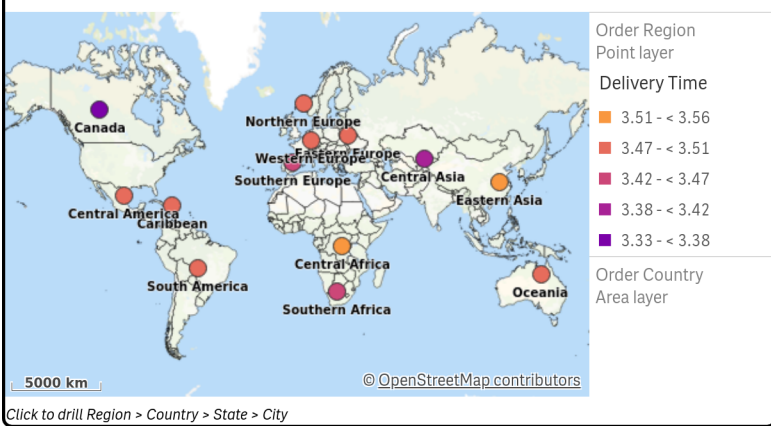 Canada
Northern Europe
Eastern Europe
Western Europe
Southern Europe
Central Asia
Eastern Asia
Central America
Caribbean
Central Africa
South America
Southern Africa
Oceania
5000 km
© OpenStreetMap contributors
Click to drill Region > Country > State > City
Order Region
Point layer
Delivery Time
3.51 - < 3.56
3.47 - < 3.51
3.42 - < 3.47
3.38 - < 3.42
3.33 - < 3.38
Order Country
Area layer